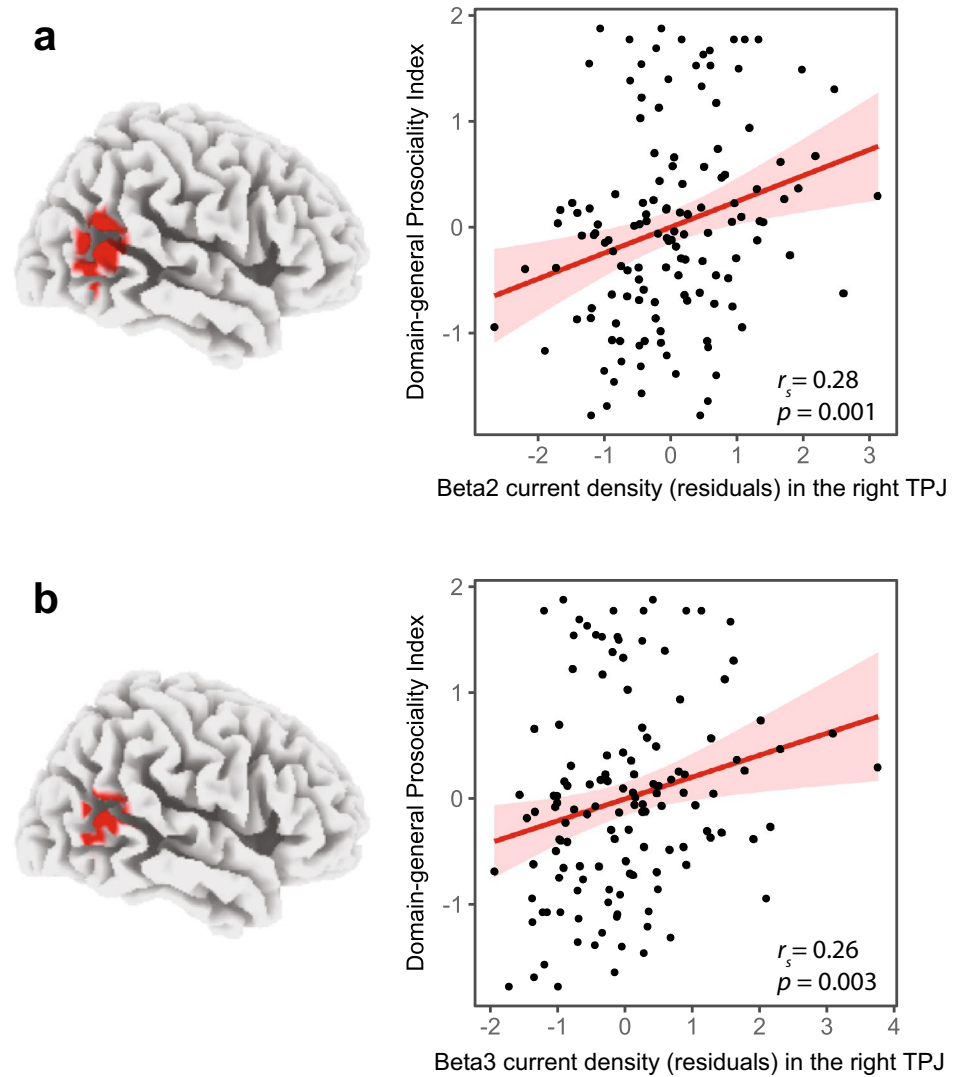 a
Domain-general Prosociality Index
2
1
0
-1
rs= 0.28
p = 0.001
-2 -1 0 1 2 3
Beta2 current density (residuals) in the right TPJ
b
Domain-general Prosociality Index
2
1
0
-1
rs= 0.26
p = 0.003
-2 -1 0 1 2 3 4
Beta3 current density (residuals) in the right TPJ